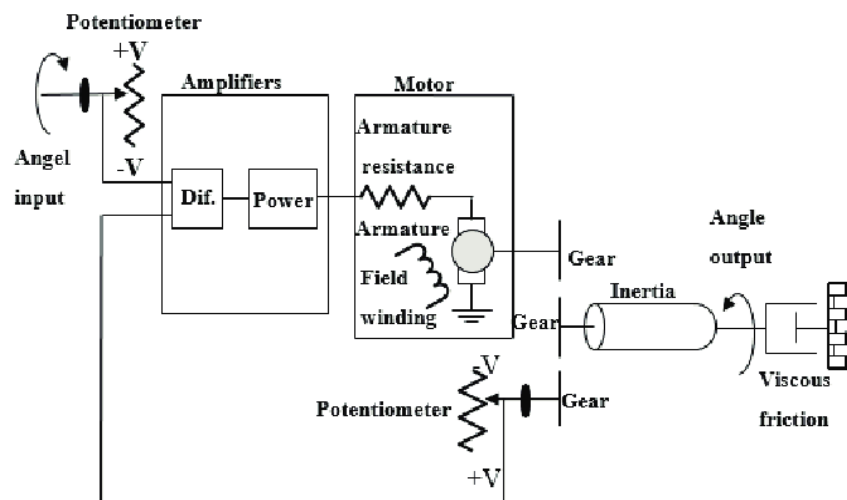 Potentiometer
+V
-V
Angel
input
Amplifiers
Dif.
Power
Motor
Armature
resistance
Armature
Field
winding
Gear
Gear
Inertia
Angle
output
Viscous
friction
-V
Potentiometer
Gear
+V